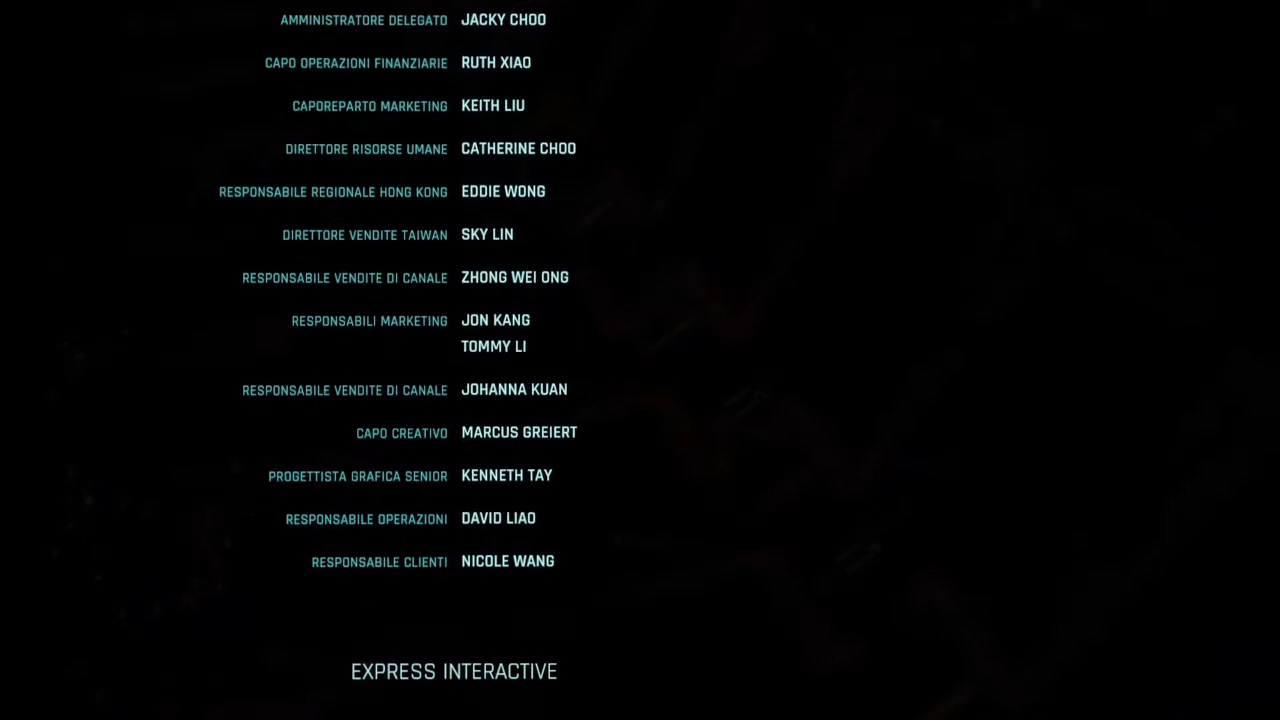 AMMINISTRATORE DELEGATO JACKY CHOO
CAPO OPERAZIONI FINANZIARIE RUTH XIAO
CAPOREPARTO MARKETING KEITH LIU
DIRETTORE RISORSE UMANE CATHERINE CHOO
RESPONSABILE REGIONALE HONG KONG EDDIE WONG
DIRETTORE VENDITE TAIWAN SKY LIN
RESPONSABILE VENDITE DI CANALE ZHONG WEI ONG
RESPONSABILI MARKETING JON KANG
TOMMY LI
RESPONSABILE VENDITE DI CANALE JOHANNA KUAN
CAPO CREATIVO MARCUS GREIERT
PROGETTISTA GRAFICA SENIOR KENNETH TAY
RESPONSABILE OPERAZIONI DAVID LIAO
RESPONSABILE CLIENTI NICOLE WANG
EXPRESS INTERACTIVE